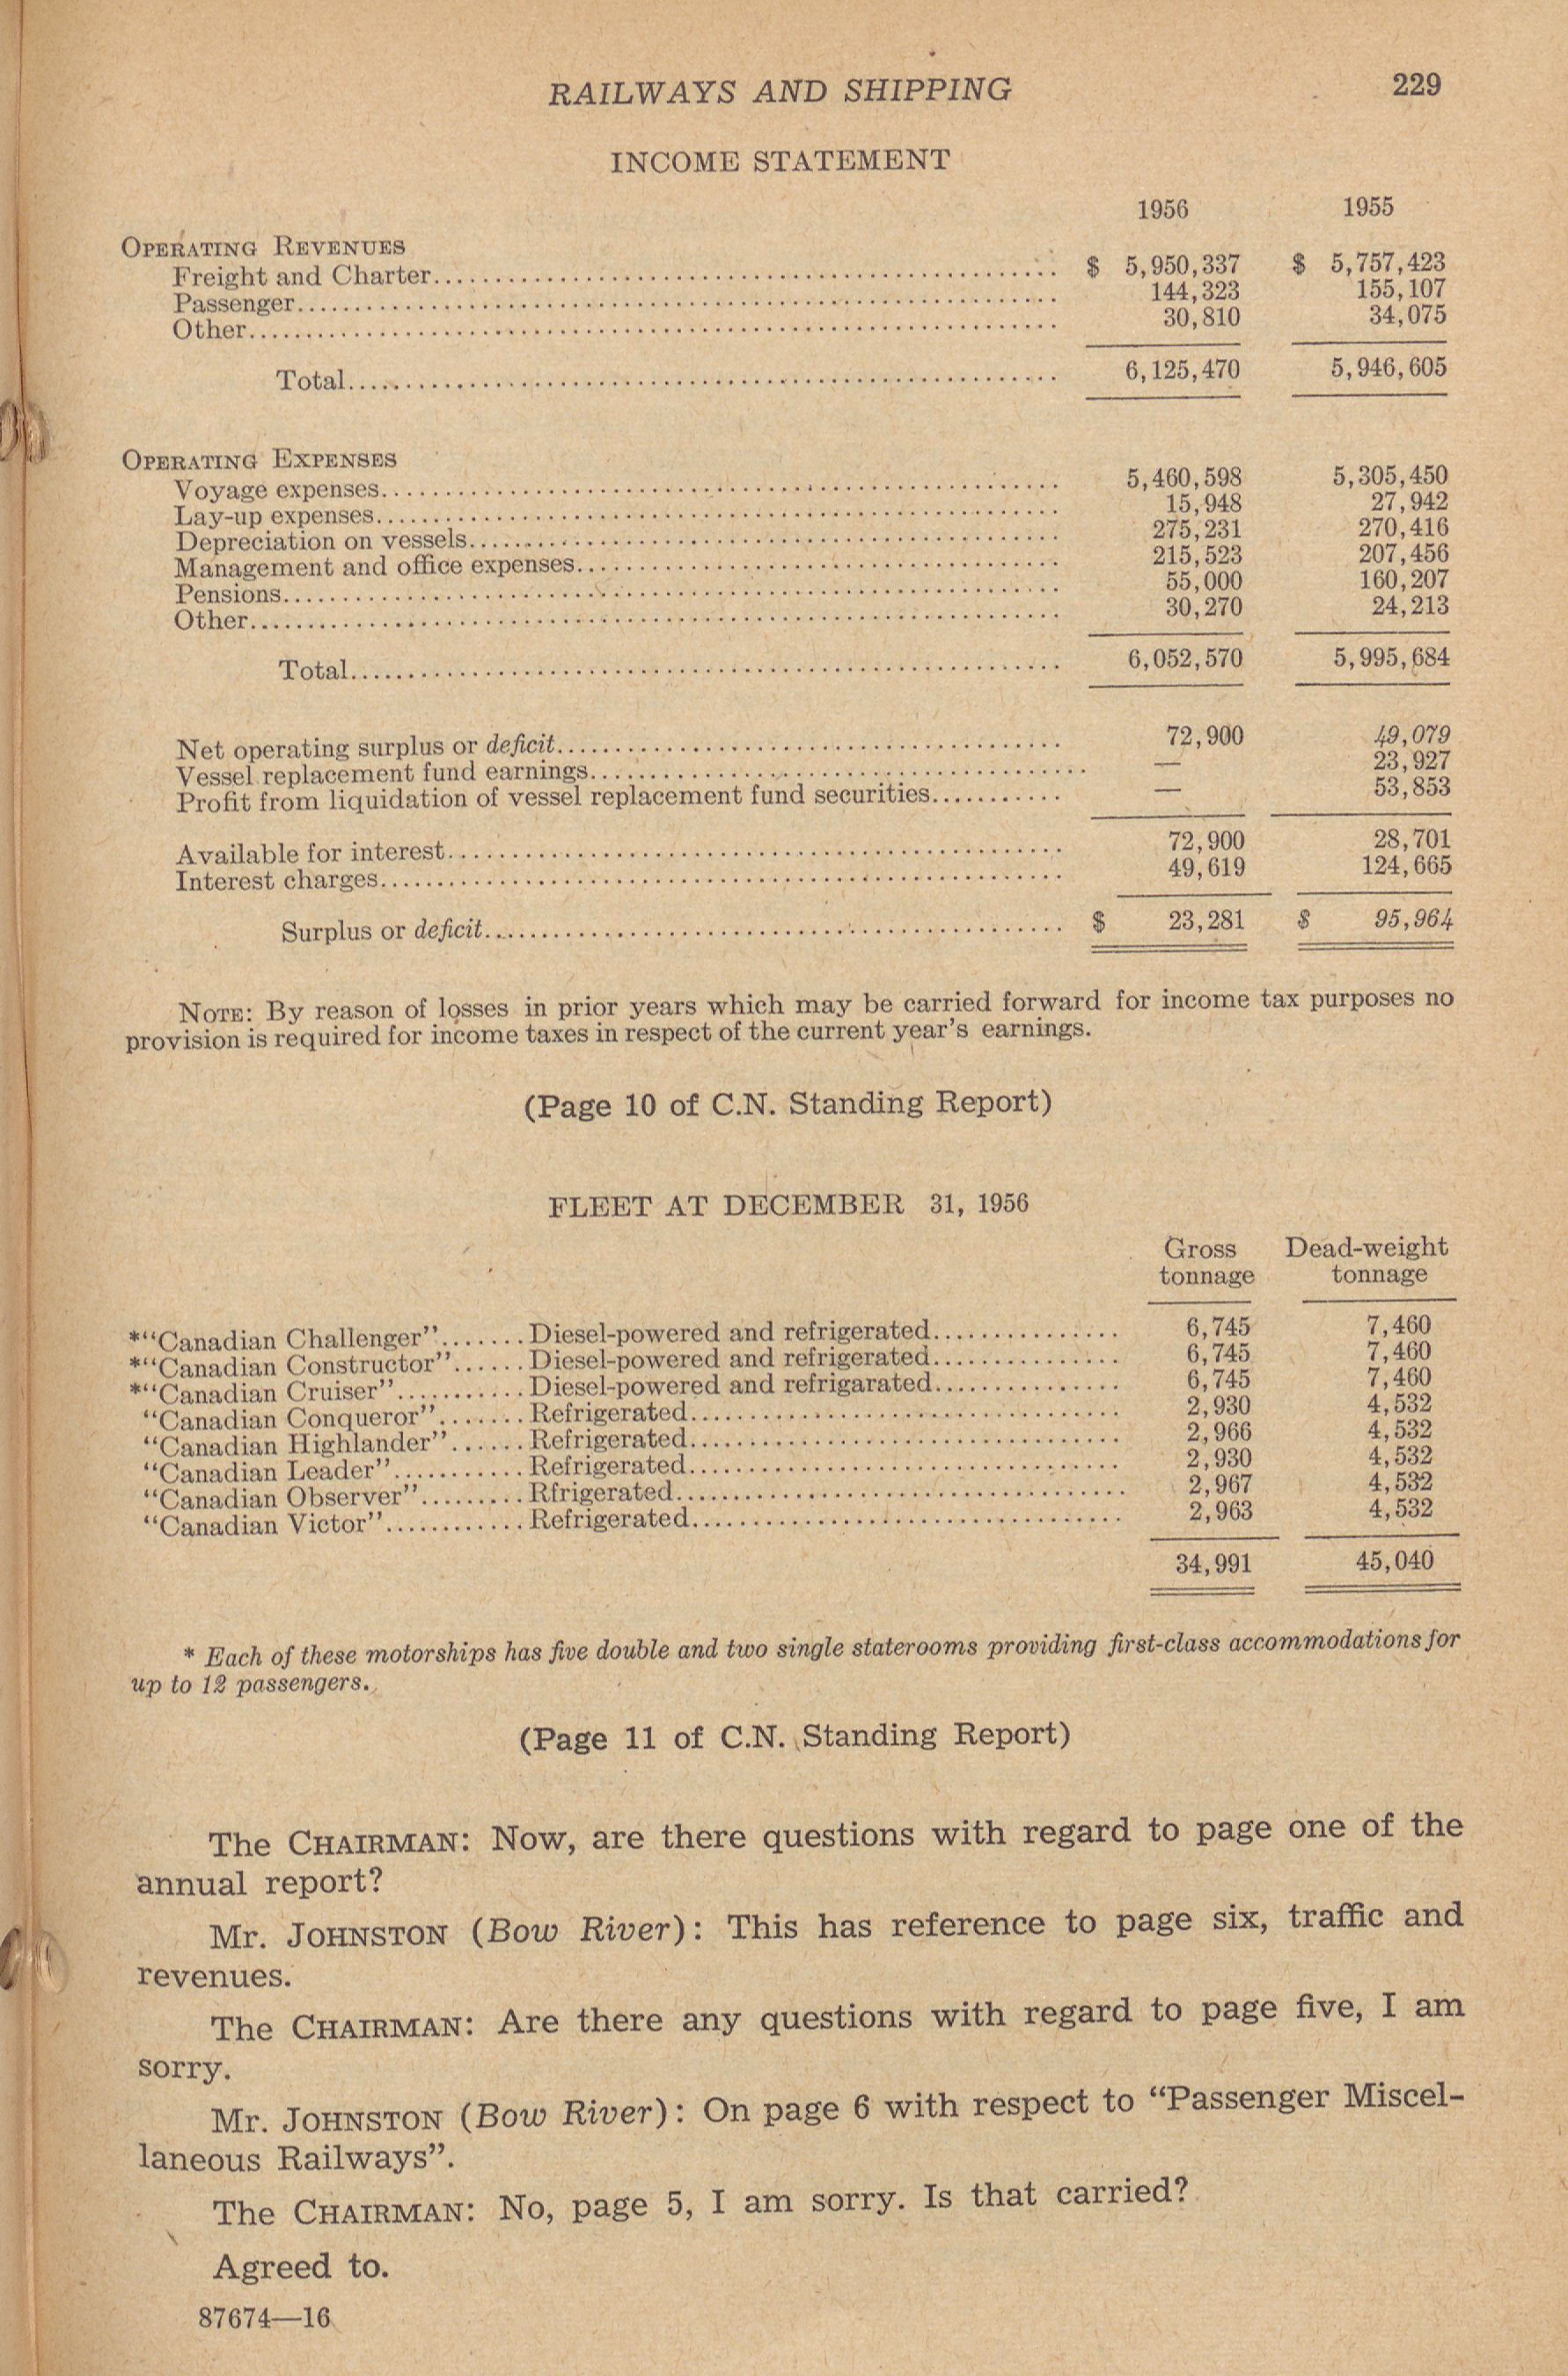 RAILWAYS AND SHIPPING 229
INCOME STATEMENT
1956 1955
OPERATING REVENUES
Freight and Charter........ $ 5,950,337 $ 5,757,423
Passenger........ 144,323 155,107
Other........ 30,810 34,075
Total........ 6,125,470 5,946,605
OPERATING EXPENSES
Voyage expenses........ 5,460,598 5,305,450
Lay-up expenses........ 15,948 27,942
Depreciation on vessels........ 275,231 270,416
Management and office expenses........ 215,523 207,456
Pensions........ 55,000 160,207
Other........ 30,270 24,213
Total........ 6,052,570 5,995,684
Net operating surplus or deficit........ 72,900 49,079
Vessel replacement fund earnings........ — 23,927
Profit from liquidation of vessel replacement fund securities........ — 53,853
Available for interest........ 72,900 28,701
Interest charges........ 49,619 124,665
Surplus or deficit........ $ 23,281 $ 95,964
NOTE: By reason of losses in prior years which may be carried forward for income tax purposes no
provision is required for income taxes in respect of the current year's earnings.
(Page 10 of C.N. Standing Report)
FLEET AT DECEMBER 31, 1956
Gross Dead-weight
tonnage tonnage
*"Canadian Challenger".......Diesel-powered and refrigerated........ 6,745 7,460
*"Canadian Constructor"......Diesel-powered and refrigerated........ 6,745 7,460
*"Canadian Cruiser"...........Diesel-powered and refrigarated........ 6,745 7,460
"Canadian Conqueror".......Refrigerated........ 2,930 4,532
"Canadian Highlander"......Refrigerated........ 2,966 4,532
"Canadian Leader"...........Refrigerated........ 2,930 4,532
"Canadian Observer".........Rfrigerated........ 2,967 4,532
"Canadian Victor"............Refrigerated........ 2,963 4,532
34,991 45,040
* Each of these motorships has five double and two single staterooms providing first-class accommodations for
up to 12 passengers.
(Page 11 of C.N. Standing Report)
The CHAIRMAN: Now, are there questions with regard to page one of the
annual report?
Mr. JOHNSTON (Bow River): This has reference to page six, traffic and
revenues.
The CHAIRMAN: Are there any questions with regard to page five, I am
sorry.
Mr. JOHNSTON (Bow River): On page 6 with respect to "Passenger Miscel-
laneous Railways".
The CHAIRMAN: No, page 5, I am sorry. Is that carried?
Agreed to.
87674—16